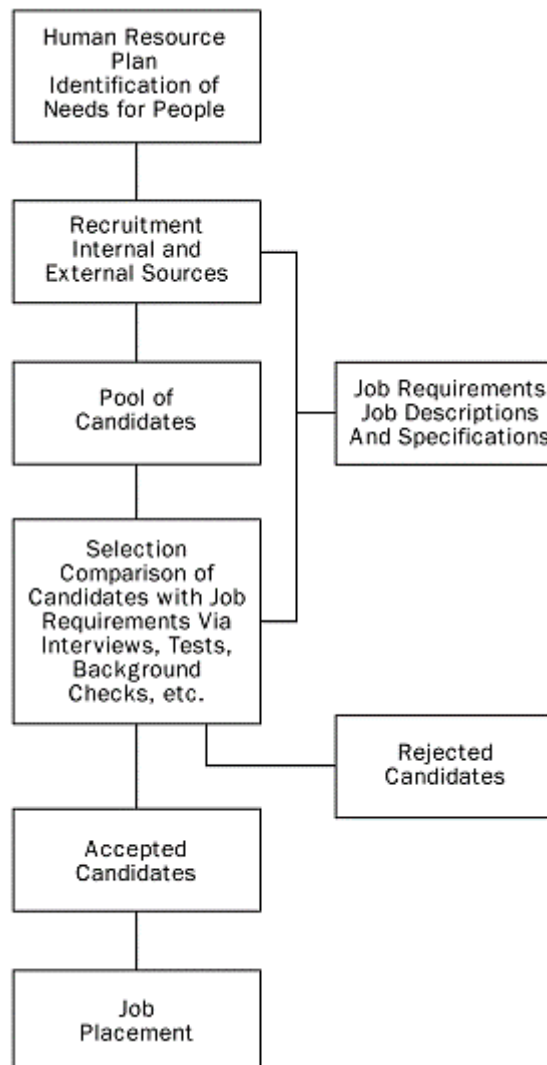 Human Resource
Plan
Identification of
Needs for People
Recruitment
Internal and
External Sources
Pool of
Candidates
Job Requirements
Job Descriptions
And Specifications
Selection
Comparison of
Candidates with Job
Requirements Via
Interviews, Tests,
Background
Checks, etc.
Rejected
Candidates
Accepted
Candidates
Job
Placement